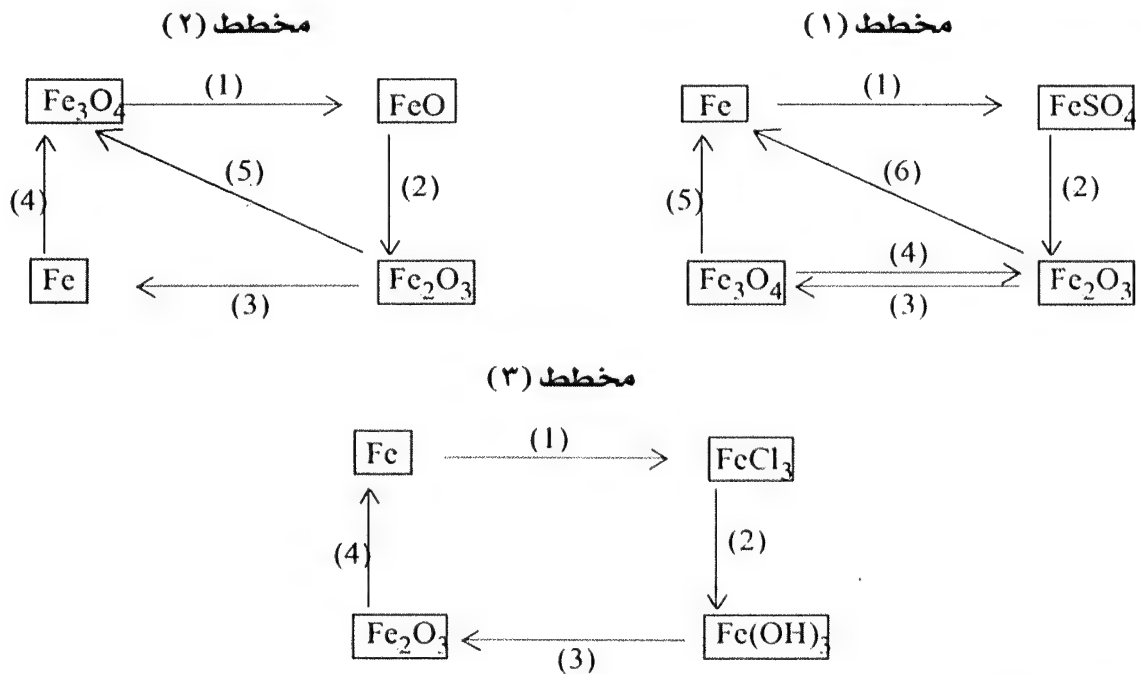 مخطط (١)
Fe (1) FeSO₄
(5) (6) (2)
Fe₃O₄ (4) Fe₂O₃
(3)
مخطط (٢)
Fe₃O₄ (1) FeO
(4) (5) (2)
Fe (3) Fe₂O₃
مخطط (٣)
Fe (1) FeCl₃
(4) (2)
Fe₂O₃ (3) Fe(OH)₃